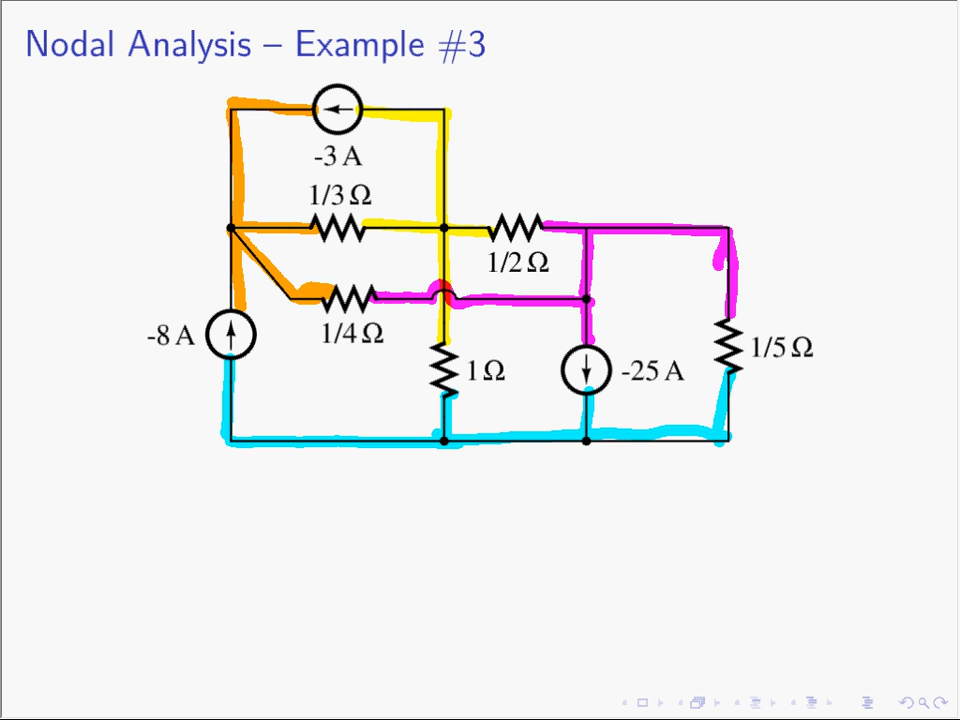 Nodal Analysis – Example #3
-3 A
1/3 Ω
1/2 Ω
-8 A
1/4 Ω
1 Ω
-25 A
1/5 Ω